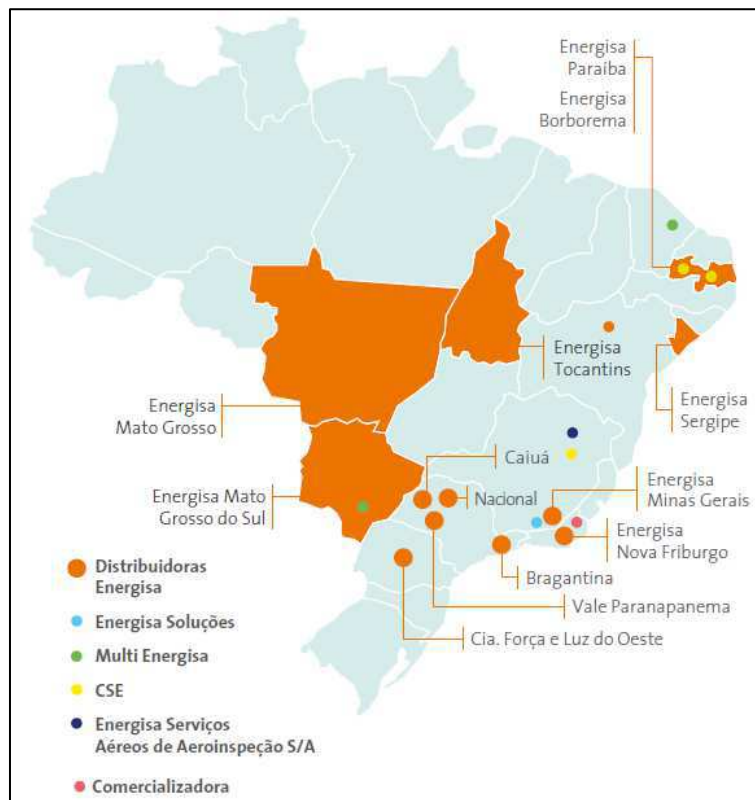 Energisa
Paraíba
Energisa
Borborema
Energisa
Tocantins
Energisa
Sergipe
Energisa
Mato Grosso
Caiuá
Energisa
Minas Gerais
Energisa Mato
Grosso do Sul
Nacional
Energisa
Nova Friburgo
Bragantina
Vale Paranapanema
Cia. Força e Luz do Oeste
Distribuidoras
Energisa
Energisa Soluções
Multi Energisa
CSE
Energisa Serviços
Aéreos de Aeroinspeção S/A
Comercializadora